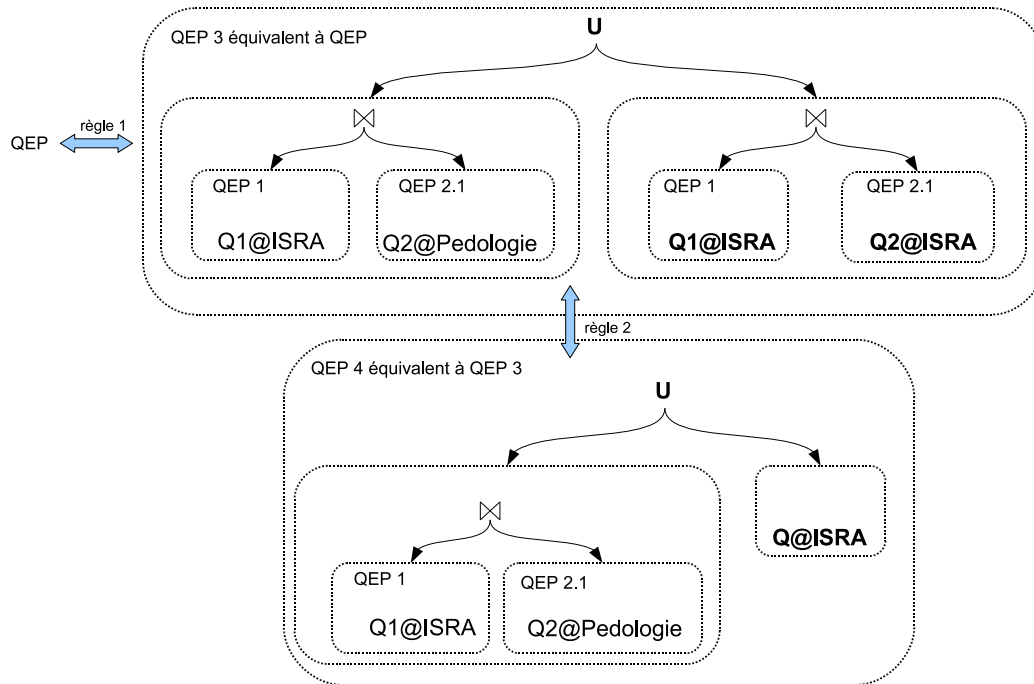 QEP 3 équivalent à QEP
U
QEP
règle 1
QEP 1
Q1@ISRA
QEP 2.1
Q2@Pedologie
QEP 1
Q1@ISRA
QEP 2.1
Q2@ISRA
règle 2
QEP 4 équivalent à QEP 3
U
Q@ISRA
QEP 1
Q1@ISRA
QEP 2.1
Q2@Pedologie